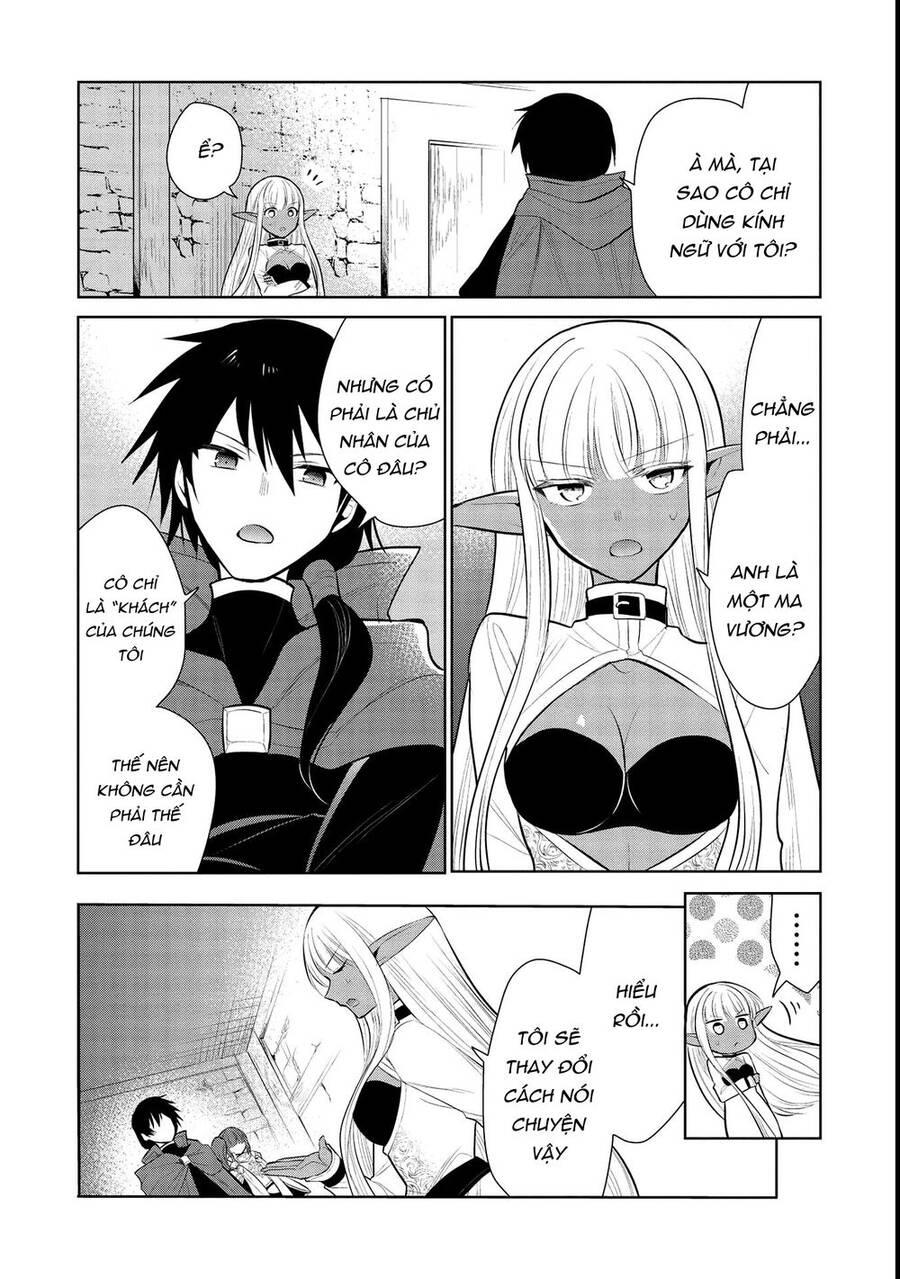 À MÀ, TẠI
SAO CÔ CHỈ
DÙNG KÍNH
NGỮ VỚI TÔI?
Ể?
CHẲNG
PHẢI...
ANH LÀ
MỘT MA
VƯƠNG?
NHƯNG CÓ
PHẢI LÀ CHỦ
NHÂN CỦA
CÔ ĐÂU?
CÔ CHỈ
LÀ "KHÁCH"
CỦA CHÚNG
TÔI
THẾ NÊN
KHÔNG CẦN
PHẢI THẾ
ĐÂU
......
HIỂU
RỒI...
TÔI SẼ
THAY ĐỔI
CÁCH NÓI
CHUYỆN
VẬY